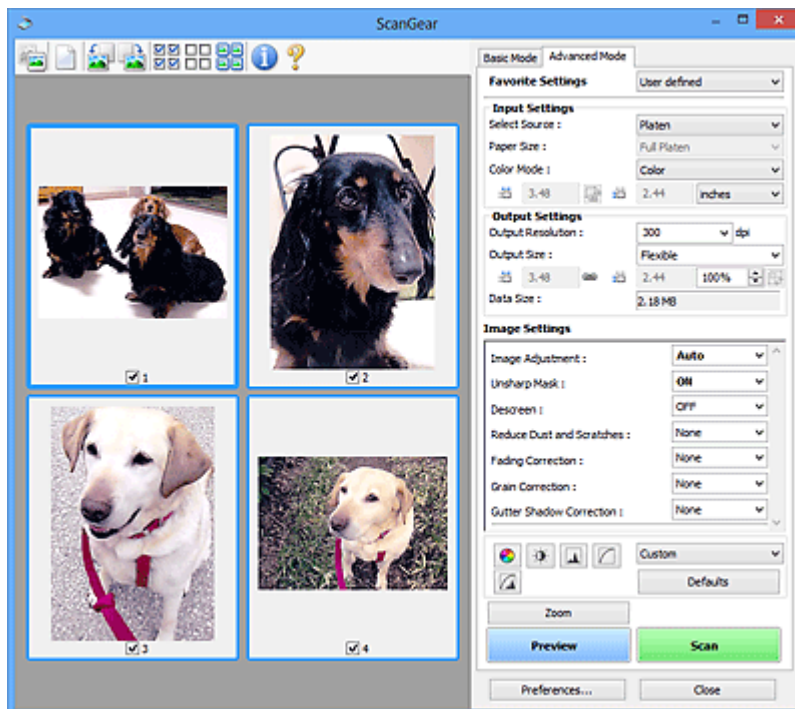 ScanGear
Basic Mode Advanced Mode
Favorite Settings User defined
Input Settings
Select Source : Platen
Paper Size : Full Platen
Color Mode : Color
3.48 2.44 inches
Output Settings
Output Resolution : 300 dpi
Output Size : Flexible
3.48 2.44 100%
Data Size : 2.18 MB
Image Settings
Image Adjustment : Auto
Unsharp Mask : ON
Descreen : OFF
Reduce Dust and Scratches : None
Fading Correction : None
Grain Correction : None
Gutter Shadow Correction : None
Custom
Defaults
Zoom
Preview Scan
Preferences... Close
1
2
3
4